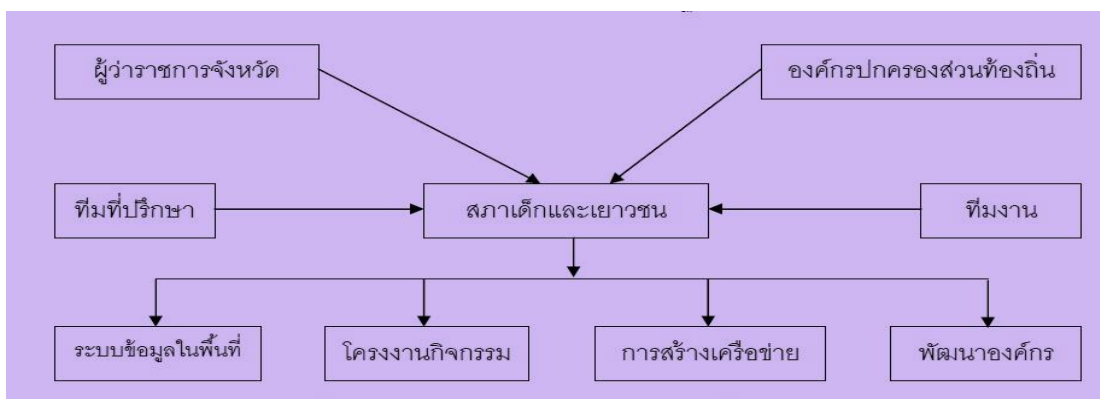 ผู้ว่าราชการจังหวัด
องค์กรปกครองส่วนท้องถิ่น
ทีมที่ปรึกษา
สภาเด็กและเยาวชน
ทีมงาน
ระบบข้อมูลในพื้นที่
โครงงานกิจกรรม
การสร้างเครือข่าย
พัฒนาองค์กร